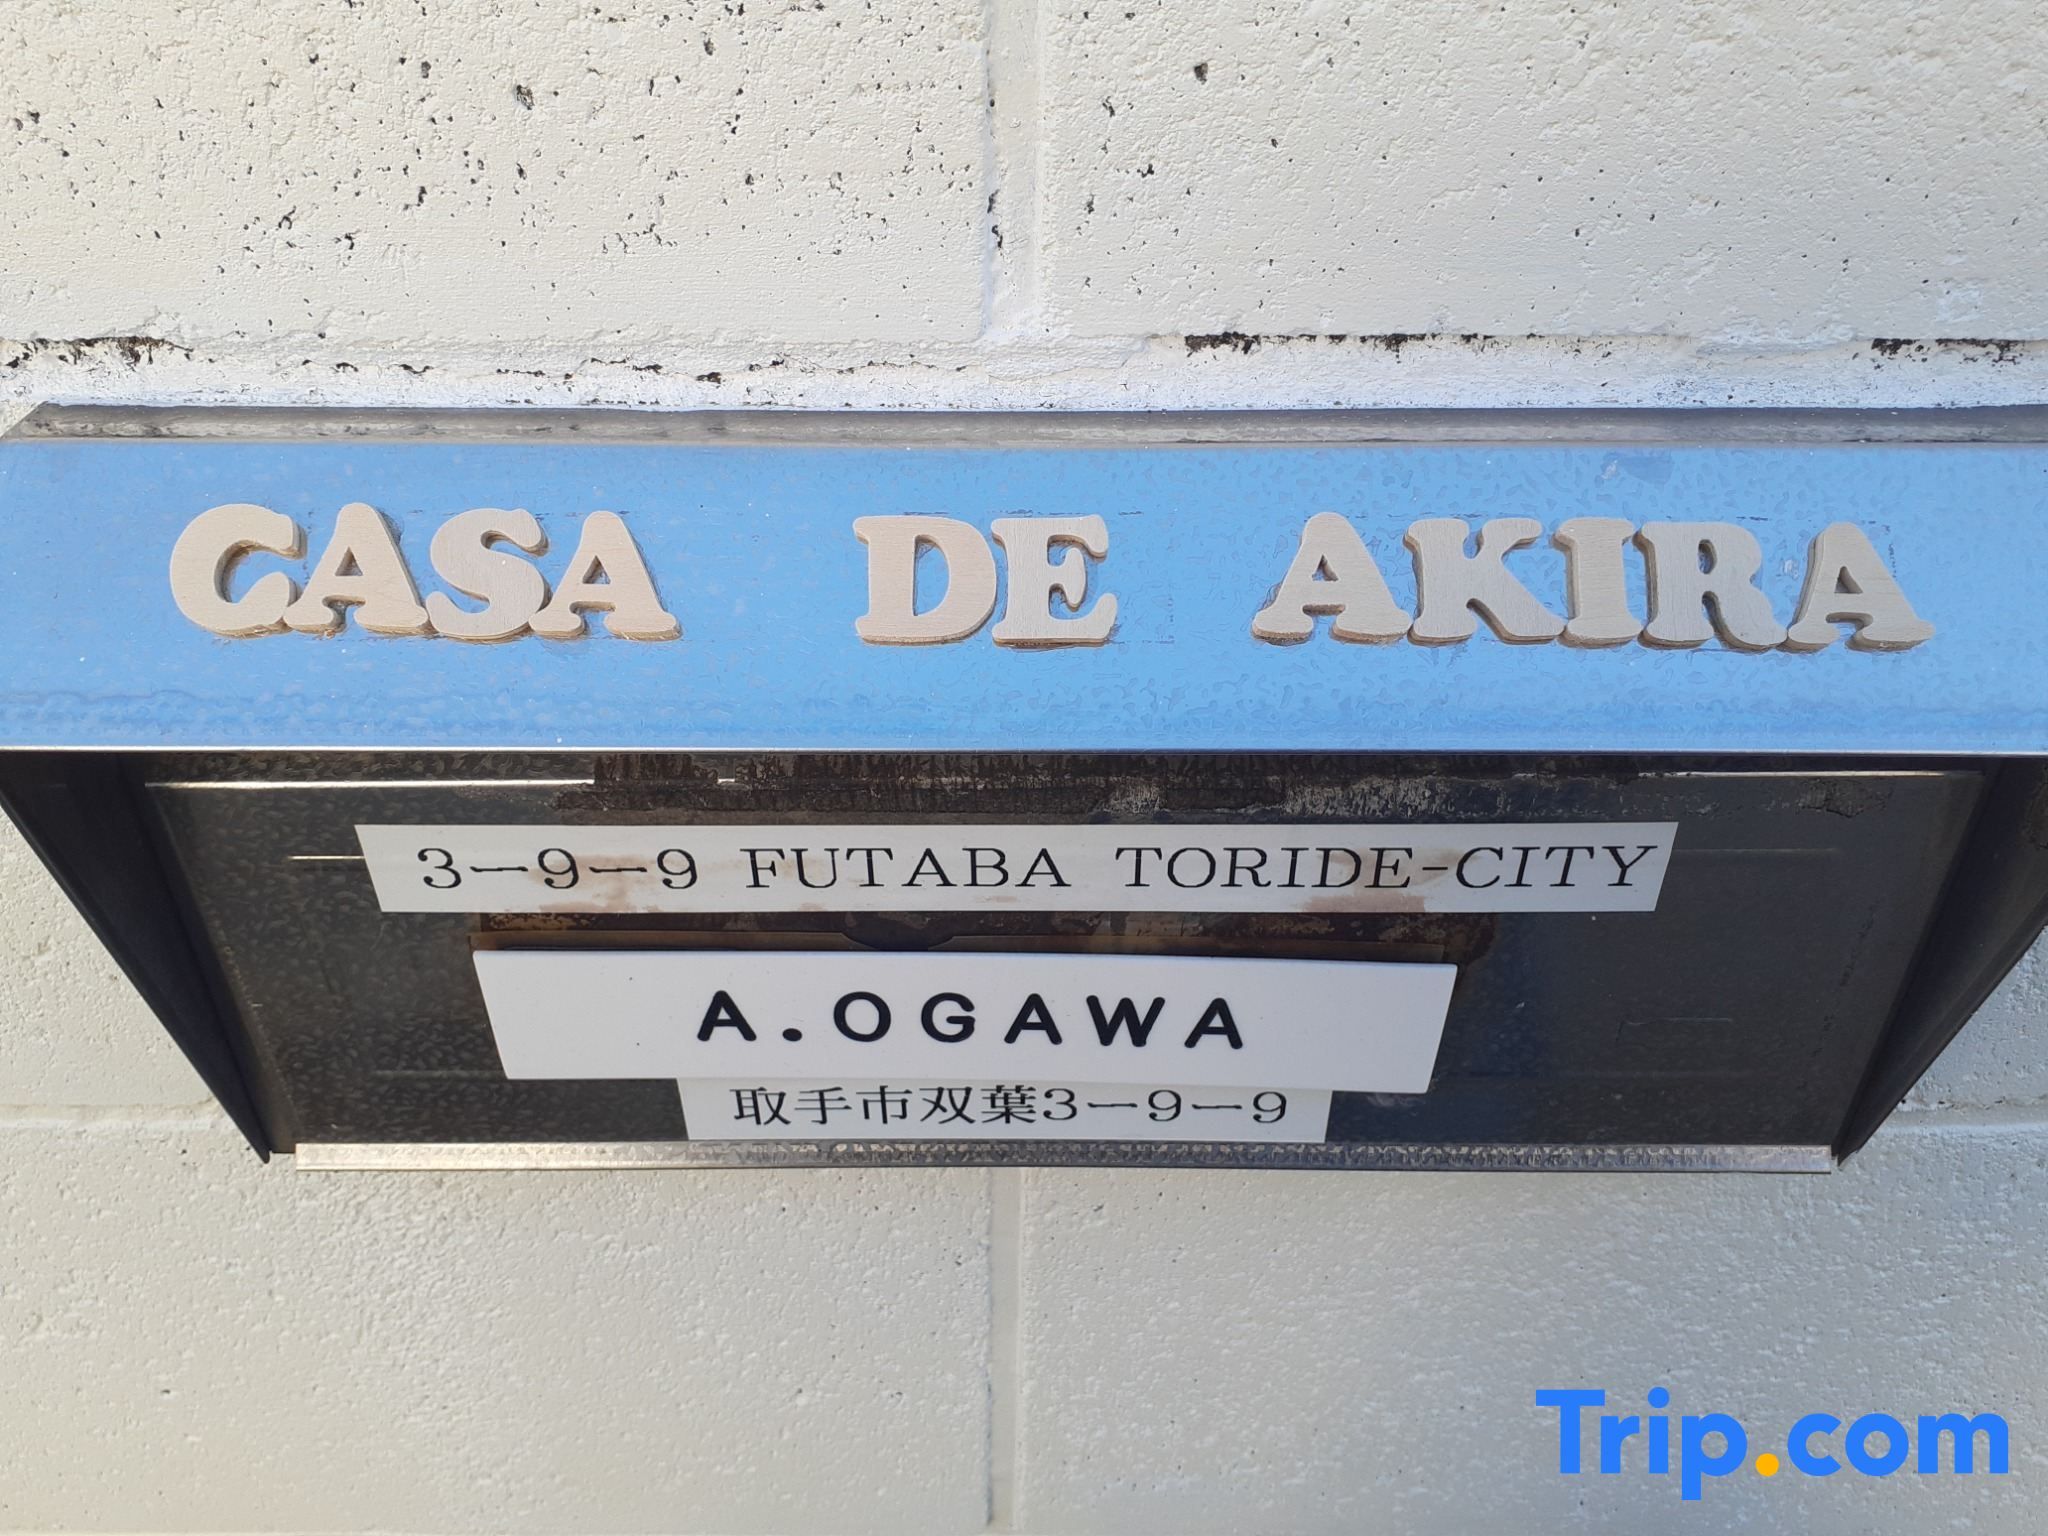 CASA DE AKIRA
3-9-9 FUTABA TORIDE-CITY
A.OGAWA
取手市双葉3-9-9
Trip.com